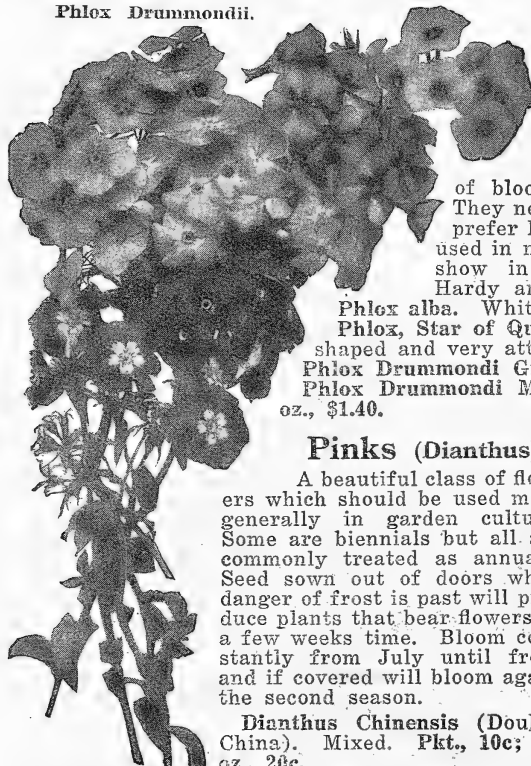 Phlox Drummondii.
of bloo
They ne
prefer
used in
show in
Hardy
Phlox alba. Whit
Phlox, Star of Qu
shaped and very att
Phlox Drummondi G
Phlox Drummondi M
oz., $1.40.
Pinks (Dianthus
A beautiful class of flo
ers which should be used m
generally in garden cultu
Some are biennials but all
commonly treated as annua
Seed sown out of doors wh
danger of frost is past will p
duce plants that bear flowers
a few weeks time. Bloom co
stantly from July until fr
and if covered will bloom aga
the second season.
Dianthus Chinensis (Dou
China). Mixed. Pkt., 10c;
oz., 20c